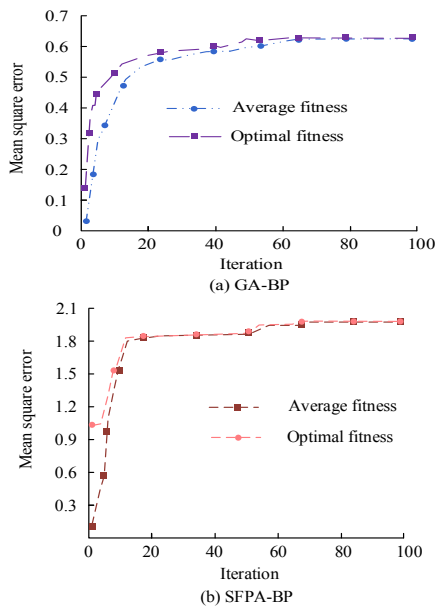 0.7
0.6
0.5
0.4
0.3
0.2
0.1
0
Mean square error
Average fitness
Optimal fitness
0 20 40 60 80 100
Iteration
(a) GA-BP
2.1
1.8
1.5
1.2
0.9
0.6
0.3
Mean square error
Average fitness
Optimal fitness
0 20 40 60 80 100
Iteration
(b) SFPA-BP